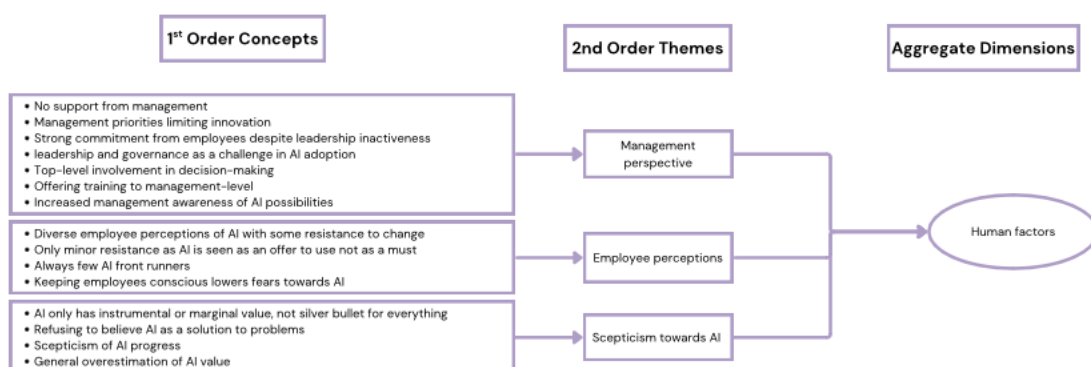 1st Order Concepts
2nd Order Themes
Aggregate Dimensions
• No support from management
• Management priorities limiting innovation
• Strong commitment from employees despite leadership inactiveness
• leadership and governance as a challenge in AI adoption
• Top-level involvement in decision-making
• Offering training to management-level
• Increased management awareness of AI possibilities
Management
perspective
• Diverse employee perceptions of AI with some resistance to change
• Only minor resistance as AI is seen as an offer to use not as a must
• Always few AI front runners
• Keeping employees conscious lowers fears towards AI
Employee perceptions
Human factors
• AI only has instrumental or marginal value, not silver bullet for everything
• Refusing to believe AI as a solution to problems
• Scepticism of AI progress
• General overestimation of AI value
Scepticism towards AI